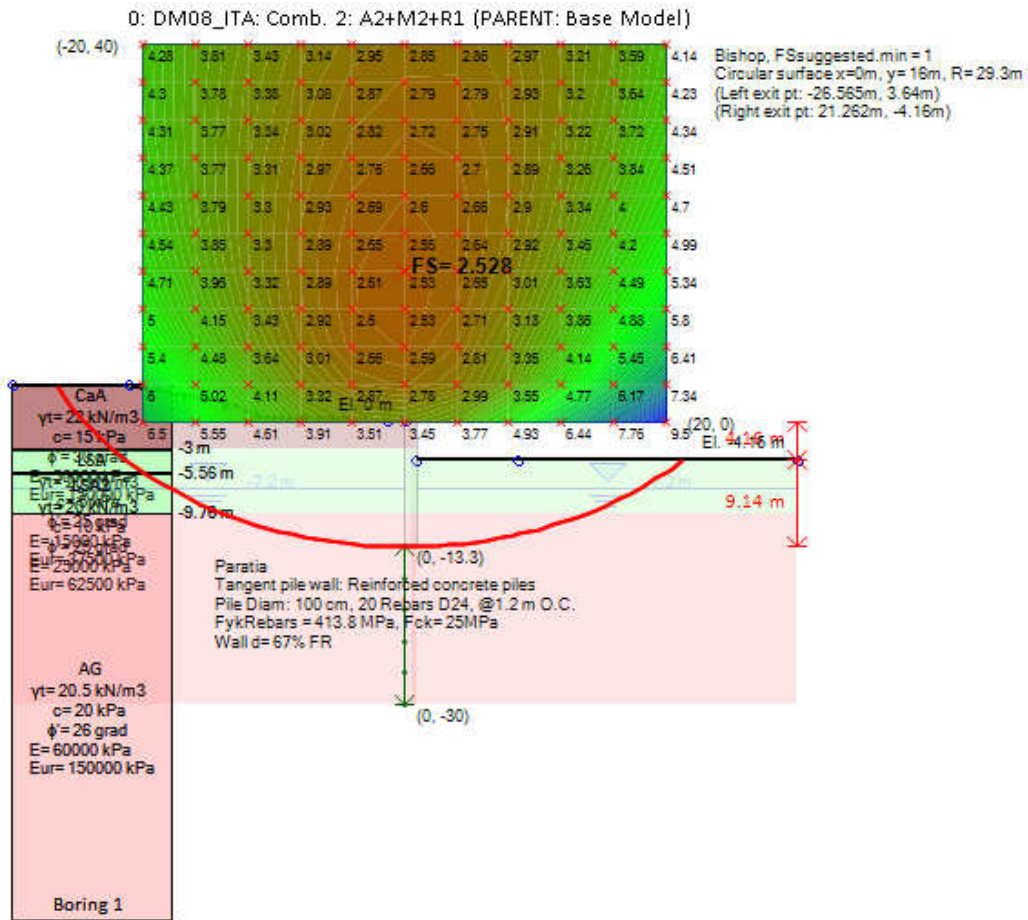 0: DM08_ITA: Comb. 2: A2+M2+R1 (PARENT: Base Model)
(-20, 40)
4.28 3.81 3.43 3.14 2.95 2.85 2.86 2.97 3.21 3.59 4.14
4.3 3.78 3.38 3.08 2.87 2.79 2.79 2.93 3.2 3.64 4.23
4.31 3.77 3.34 3.02 2.82 2.72 2.75 2.91 3.22 3.72 4.34
4.37 3.77 3.31 2.97 2.76 2.66 2.7 2.89 3.26 3.84 4.51
4.43 3.79 3.3 2.93 2.69 2.6 2.66 2.9 3.34 4 4.7
4.54 3.85 3.3 2.89 2.65 2.55 2.64 2.92 3.46 4.2 4.99
FS= 2.528
4.71 3.96 3.32 2.89 2.61 2.53 2.65 3.01 3.63 4.49 5.34
5 4.15 3.43 2.92 2.6 2.53 2.71 3.13 3.86 4.88 5.8
5.4 4.48 3.64 3.01 2.66 2.59 2.81 3.35 4.14 5.45 6.41
6 5.02 4.11 3.32 2.87 2.76 2.99 3.55 4.77 6.17 7.34
6.5 5.55 4.61 3.91 3.51 3.45 3.77 4.93 6.44 7.76 9.5
Bishop, FSsuggested.min = 1
Circular surface x=0m, y= 16m, R= 29.3m
(Left exit pt: -26.565m, 3.64m)
(Right exit pt: 21.262m, -4.16m)
El. 0 m
(20, 0)
El. -4.16 m
4.16 m
9.14 m
CaA
γt= 22 kN/m3
c= 15 kPa
-3 m
-5.56 m
-7.2 m
-9.76 m
γt= 20 kN/m3
E= 15000 kPa
Eur= 37500 kPa
E= 25000 kPa
Eur= 62500 kPa
(0, -13.3)
Paratia
Tangent pile wall: Reinforced concrete piles
Pile Diam: 100 cm, 20 Rebars D24, @1.2 m O.C.
FykRebars = 413.8 MPa, Fck= 25MPa
Wall d= 67% FR
AG
γt= 20.5 kN/m3
c= 20 kPa
ϕ'= 26 grad
E= 60000 kPa
Eur= 150000 kPa
(0, -30)
Boring 1